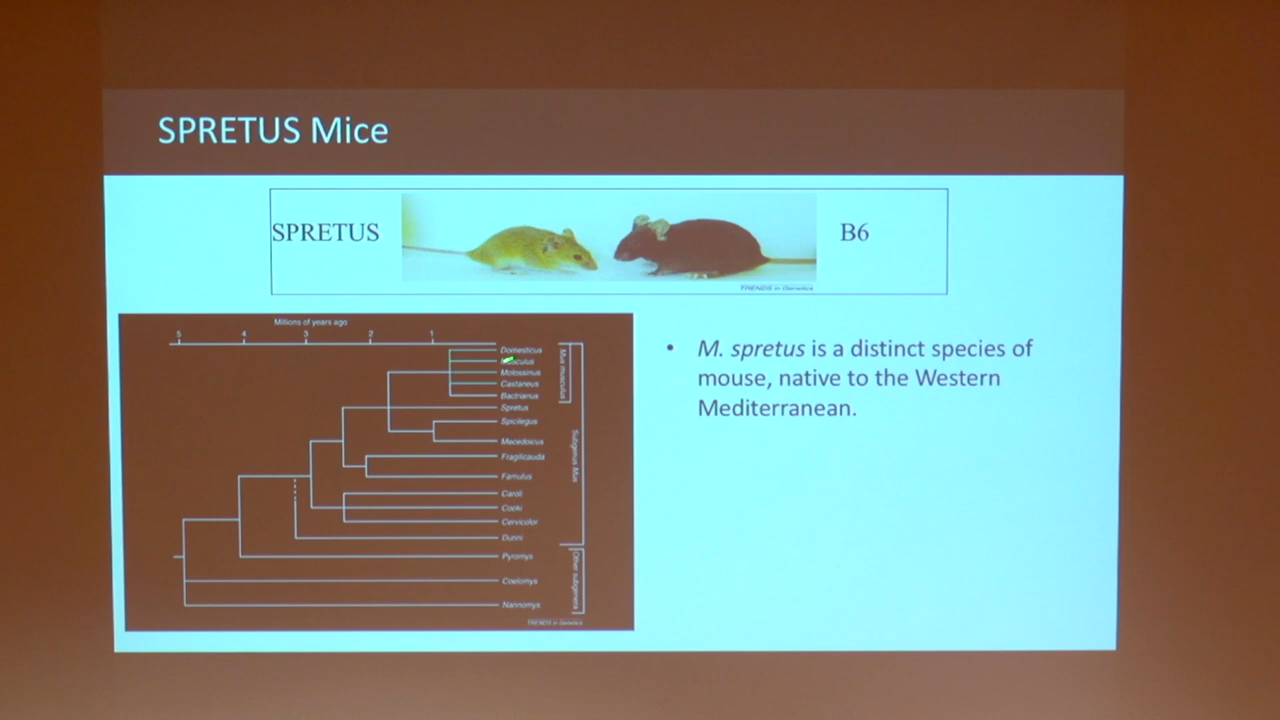 SPRETUS Mice
SPRETUS
B6
TRENDS in Genetics
Millions of years ago
5 4 3 2 1
Domesticus
Musculus
Molossinus
Castaneus
Bactrianus
Spretus
Spicilegus
Macedoicus
Fragilicauda
Famulus
Caroli
Cooki
Cervicolor
Dunni
Pyromys
Coelomys
Nannomys
Mus musculus
Subgenus Mus
Other subgenera
TRENDS in Genetics
• M. spretus is a distinct species of
mouse, native to the Western
Mediterranean.